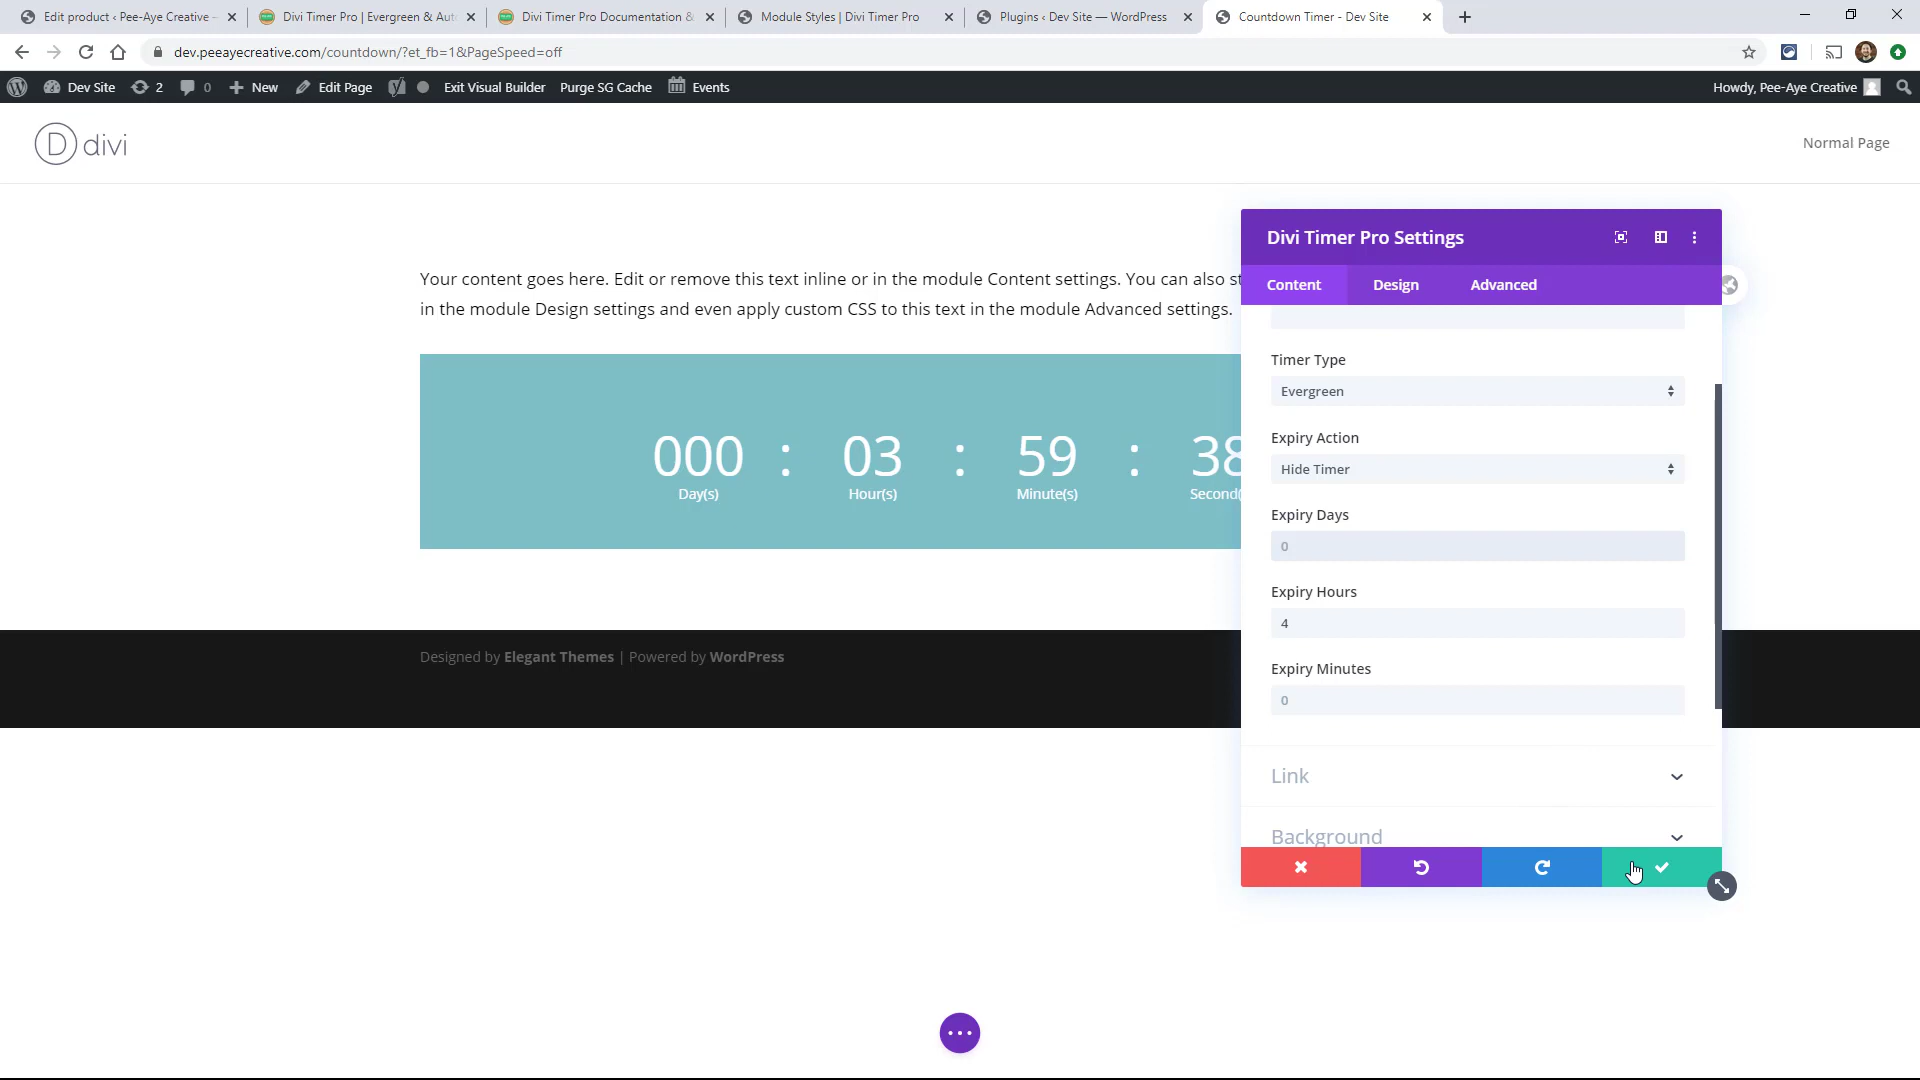 Edit product ‹ Pee-Aye Creative –
Divi Timer Pro | Evergreen & Aut
Divi Timer Pro Documentation &
Module Styles | Divi Timer Pro
Plugins ‹ Dev Site — WordPress
Countdown Timer - Dev Site
dev.peeayecreative.com/countdown/?et_fb=1&PageSpeed=off
Dev Site 2 0 New Edit Page Exit Visual Builder Purge SG Cache Events Howdy, Pee-Aye Creative
D divi
Normal Page
Your content goes here. Edit or remove this text inline or in the module Content settings. You can also st
in the module Design settings and even apply custom CSS to this text in the module Advanced settings.
000 : 03 : 59 : 38
Day(s) Hour(s) Minute(s) Second(
Designed by Elegant Themes | Powered by WordPress
Divi Timer Pro Settings
Content Design Advanced
Timer Type
Evergreen
Expiry Action
Hide Timer
Expiry Days
0
Expiry Hours
4
Expiry Minutes
0
Link
Background